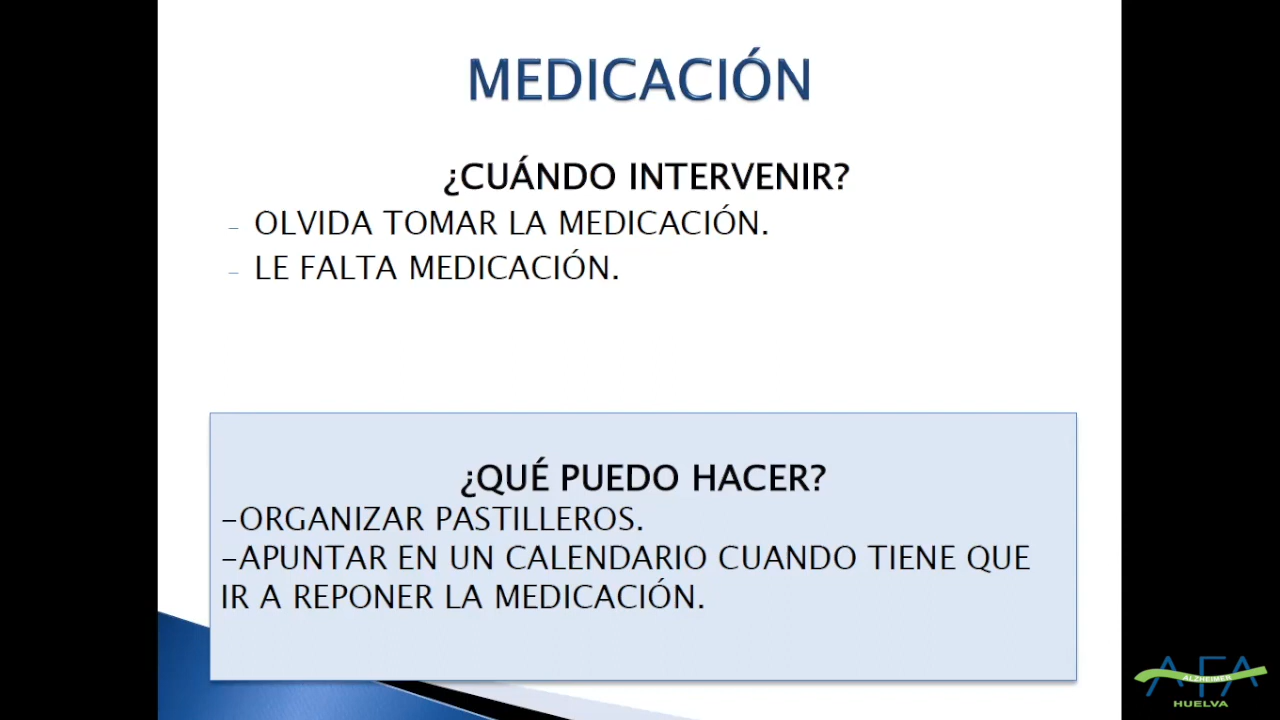 MEDICACIÓN
¿CUÁNDO INTERVENIR?
- OLVIDA TOMAR LA MEDICACIÓN.
- LE FALTA MEDICACIÓN.
¿QUÉ PUEDO HACER?
-ORGANIZAR PASTILLEROS.
-APUNTAR EN UN CALENDARIO CUANDO TIENE QUE
IR A REPONER LA MEDICACIÓN.
AFA
ALZHEIMER
HUELVA